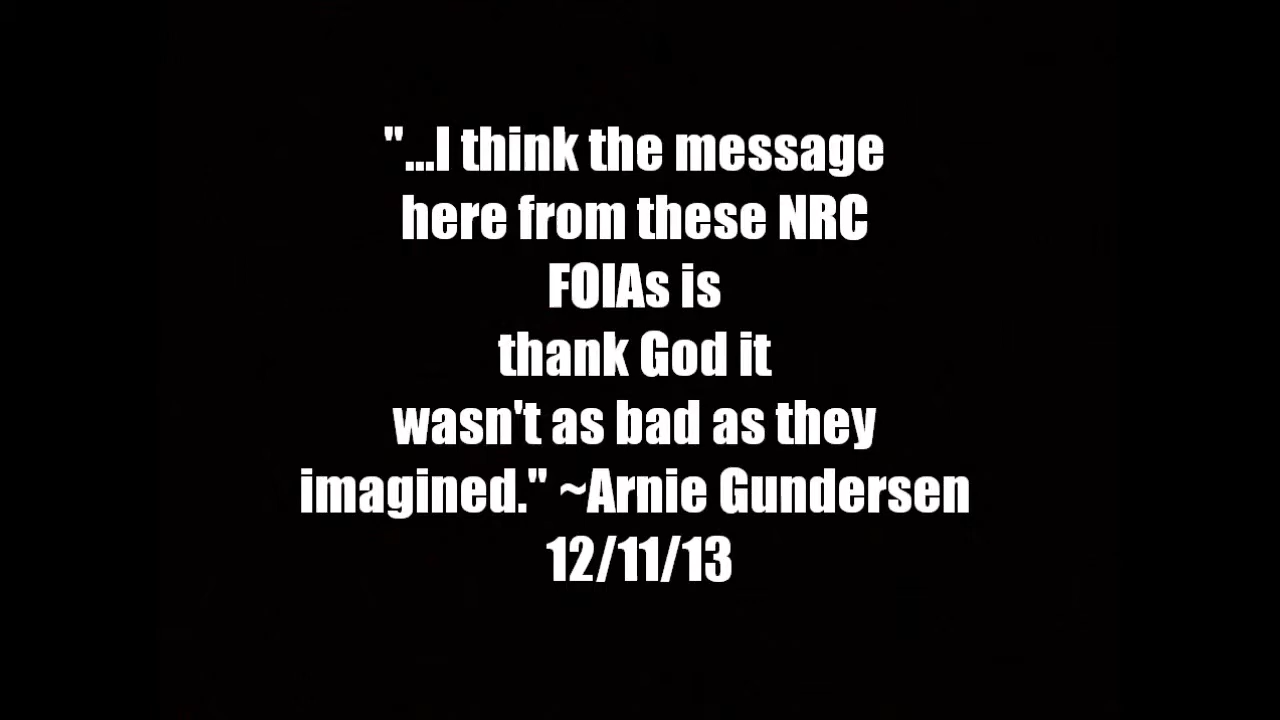 "...I think the message
here from these NRC
FOIAs is
thank God it
wasn't as bad as they
imagined." ~Arnie Gundersen
12/11/13